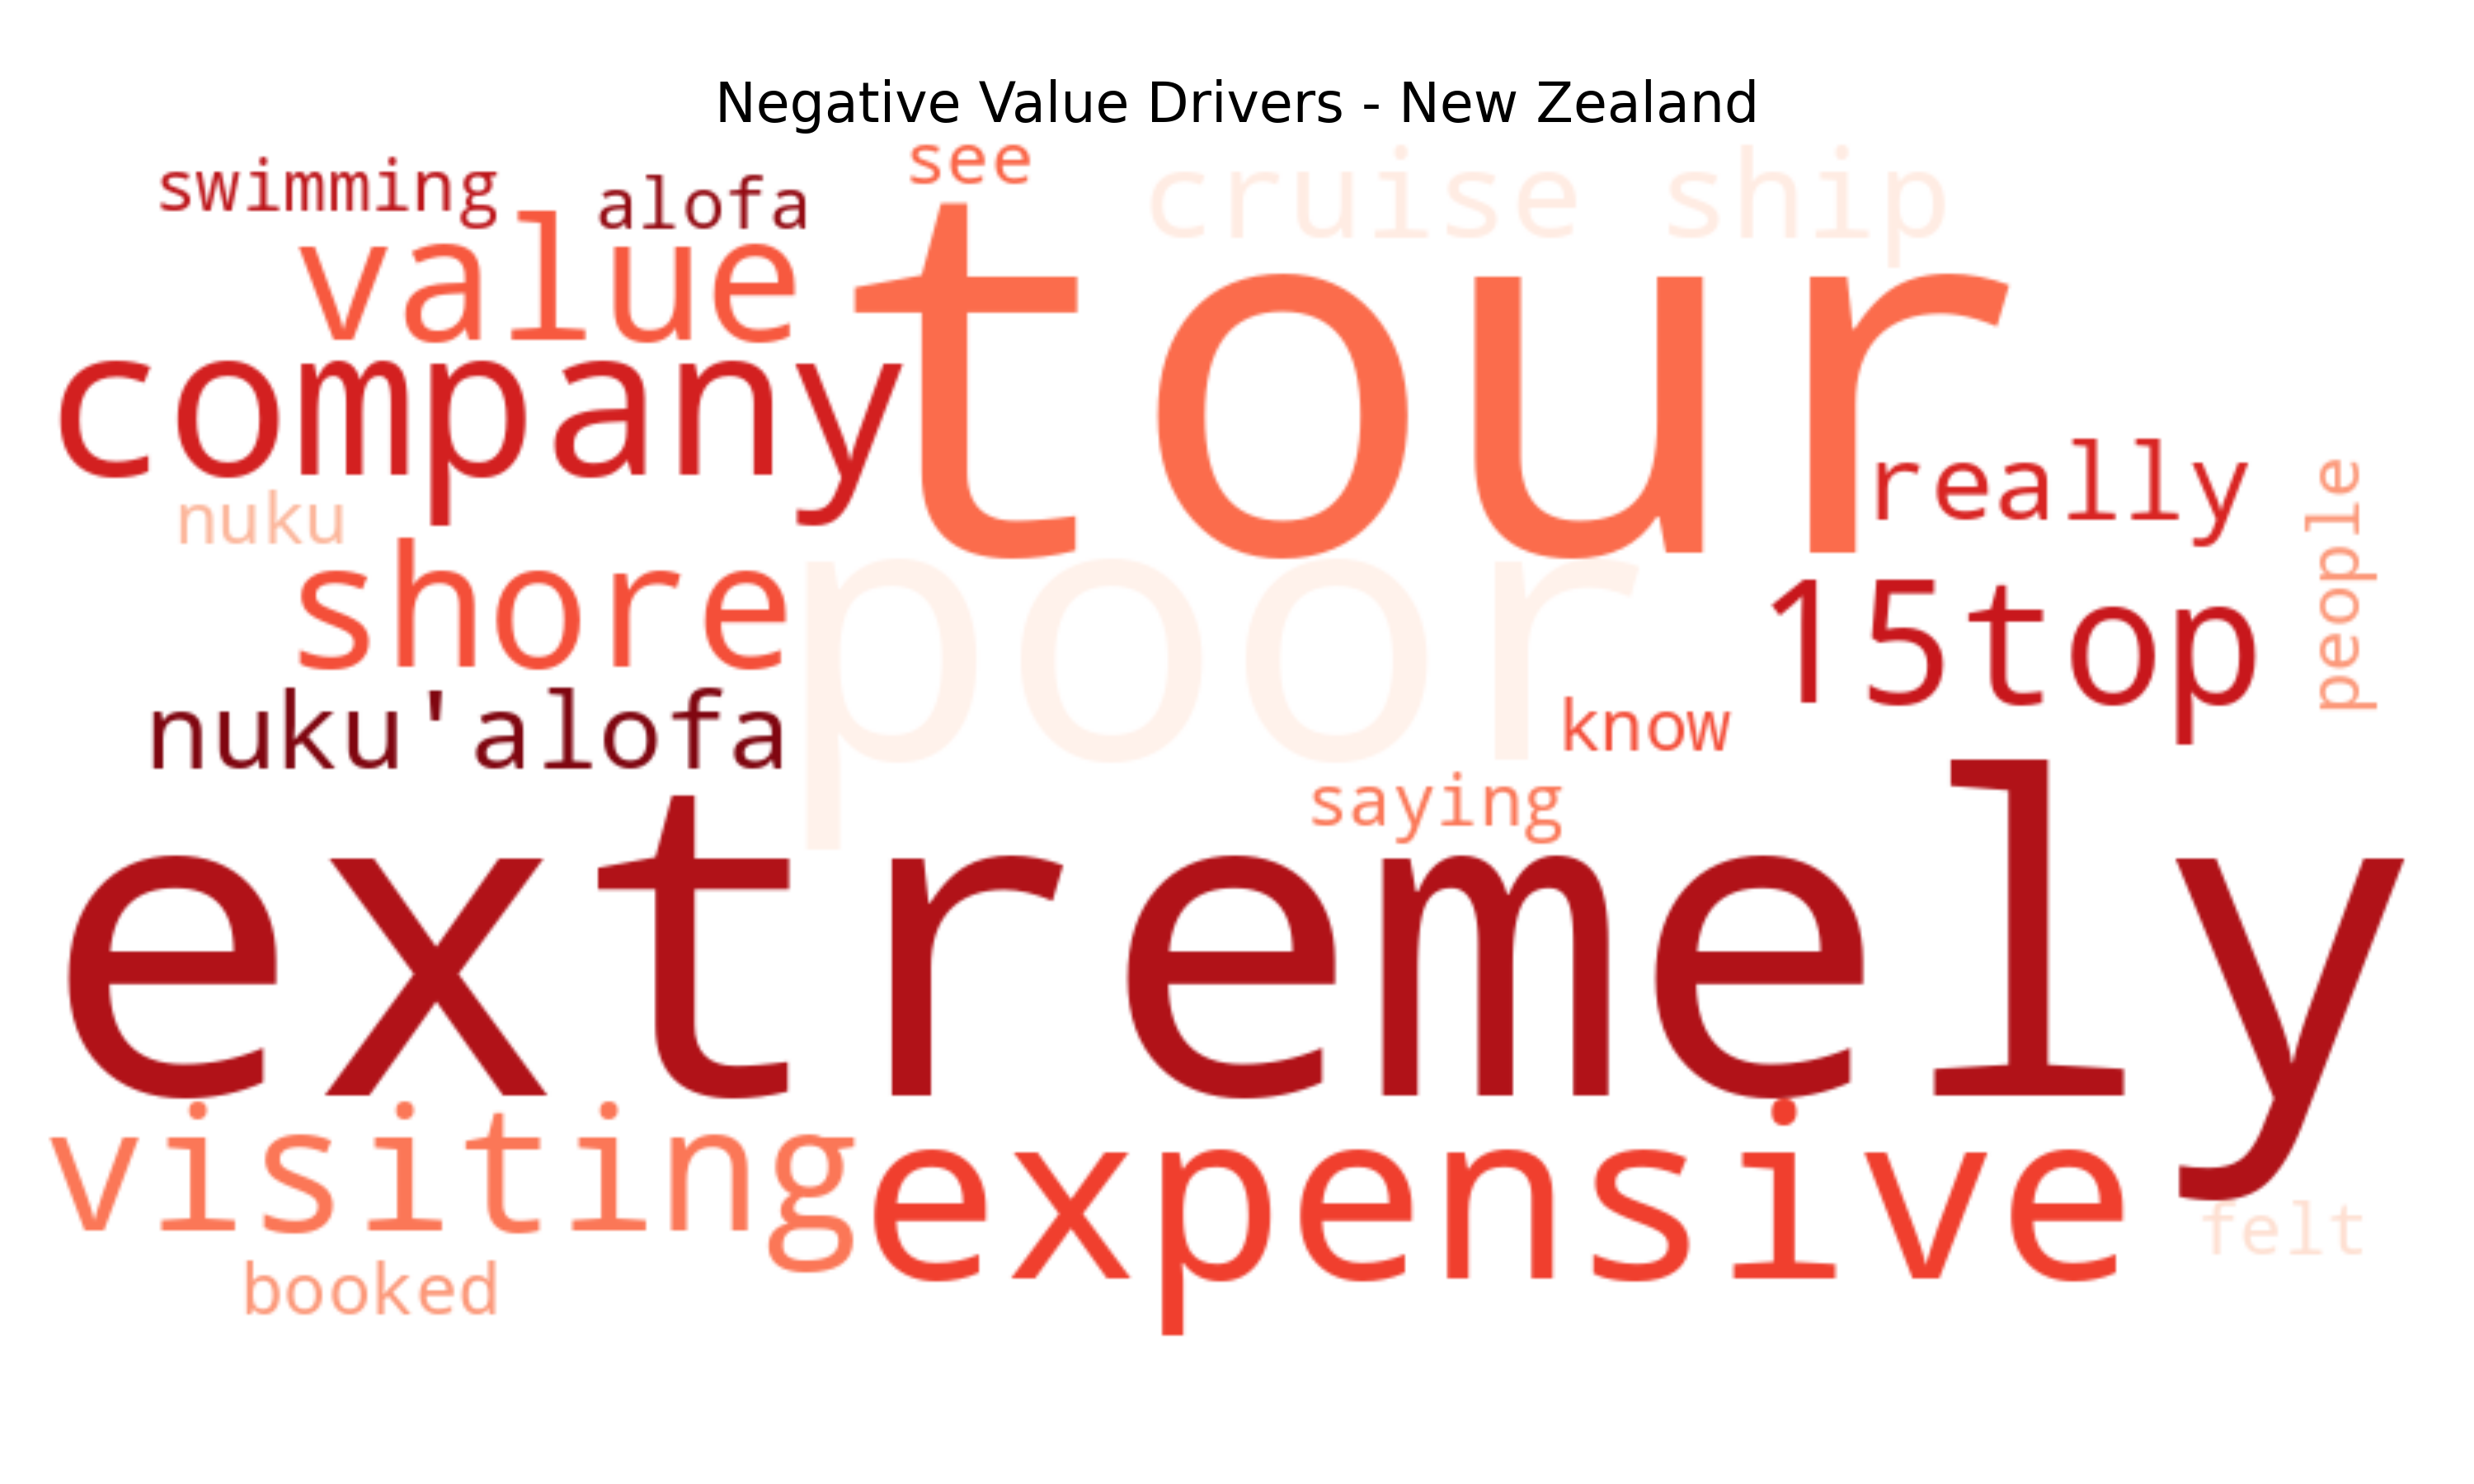 Negative Value Drivers - New Zealand
see
cruise ship
swimming
alofa
value
tour
company
really
people
nuku
shore
poor
15top
nuku'alofa
know
saying
extremely
visiting
expensive
felt
booked